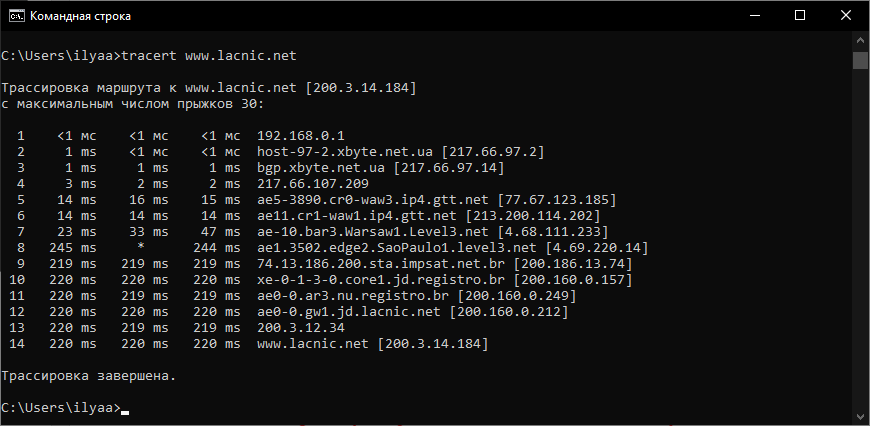 Командная строка
C:\Users\ilyaa>tracert www.lacnic.net
Трассировка маршрута к www.lacnic.net [200.3.14.184]
с максимальным числом прыжков 30:
1 <1 мс <1 мс <1 мс 192.168.0.1
2 1 ms <1 мс <1 мс host-97-2.xbyte.net.ua [217.66.97.2]
3 1 ms 1 ms 1 ms bgp.xbyte.net.ua [217.66.97.14]
4 3 ms 2 ms 2 ms 217.66.107.209
5 14 ms 16 ms 15 ms ae5-3890.cr0-waw3.ip4.gtt.net [77.67.123.185]
6 14 ms 14 ms 14 ms ae11.cr1-waw1.ip4.gtt.net [213.200.114.202]
7 23 ms 33 ms 47 ms ae-10.bar3.Warsaw1.Level3.net [4.68.111.233]
8 245 ms * 244 ms ae1.3502.edge2.SaoPaulo1.level3.net [4.69.220.14]
9 219 ms 219 ms 219 ms 74.13.186.200.sta.impsat.net.br [200.186.13.74]
10 220 ms 220 ms 220 ms xe-0-1-3-0.core1.jd.registro.br [200.160.0.157]
11 220 ms 219 ms 219 ms ae0-0.ar3.nu.registro.br [200.160.0.249]
12 220 ms 220 ms 220 ms ae0-0.gw1.jd.lacnic.net [200.160.0.212]
13 220 ms 219 ms 219 ms 200.3.12.34
14 220 ms 220 ms 220 ms www.lacnic.net [200.3.14.184]
Трассировка завершена.
C:\Users\ilyaa>